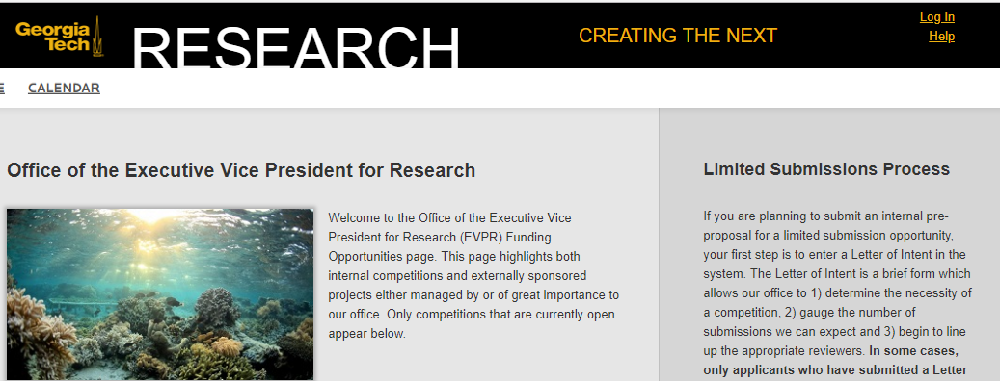 Georgia
Tech
RESEARCH
CREATING THE NEXT
Log In
Help
E
CALENDAR
Office of the Executive Vice President for Research
Welcome to the Office of the Executive Vice
President for Research (EVPR) Funding
Opportunities page. This page highlights both
internal competitions and externally sponsored
projects either managed by or of great importance to
our office. Only competitions that are currently open
appear below.
Limited Submissions Process
If you are planning to submit an internal pre-
proposal for a limited submission opportunity,
your first step is to enter a Letter of Intent in the
system. The Letter of Intent is a brief form which
allows our office to 1) determine the necessity of
a competition, 2) gauge the number of
submissions we can expect and 3) begin to line
up the appropriate reviewers. In some cases,
only applicants who have submitted a Letter